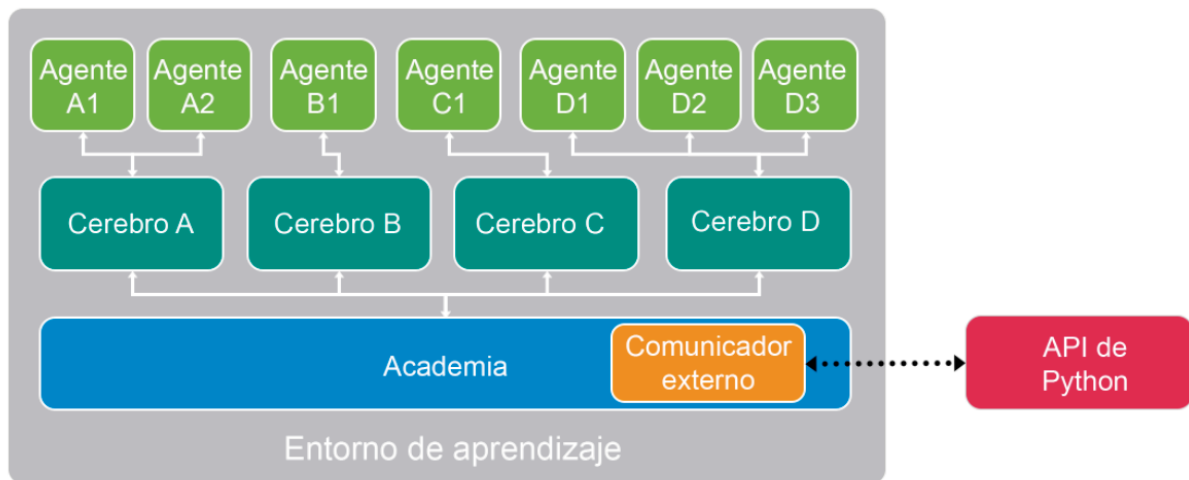 Agente
A1
Agente
A2
Agente
B1
Agente
C1
Agente
D1
Agente
D2
Agente
D3
Cerebro A
Cerebro B
Cerebro C
Cerebro D
Academia
Comunicador
externo
API de
Python
Entorno de aprendizaje